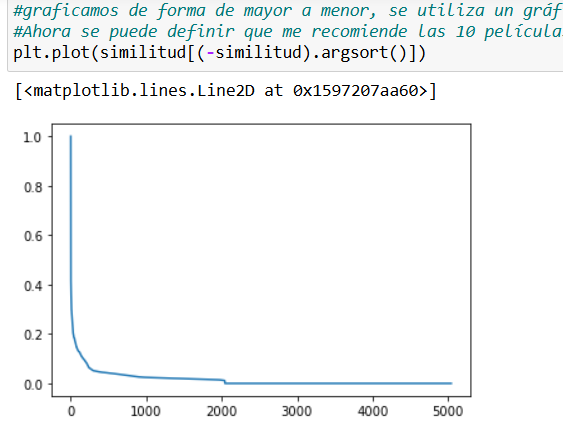 #graficamos de forma de mayor a menor, se utiliza un
#Ahora se puede definir que me recomiende las 10
plt.plot(similitud[(-similitud).argsort()])
[<matplotlib.lines.Line2D at 0x1597207aa60>]
1.0
0.8
0.6
0.4
0.2
0.0
0 1000 2000 3000 4000 5000